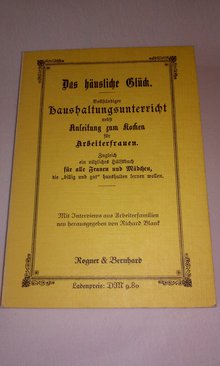 Das häusliche Glück.
Vollständiger
Haushaltungsunterricht
nebst
Anleitung zum Kochen
für
Arbeiterfrauen.
Zugleich
ein nützliches Hülfsbuch
für alle Frauen und Mädchen,
die „billig und gut“ haushalten lernen wollen.
Mit Interviews aus Arbeiterfamilien
neu herausgegeben von Richard Blank
Rogner & Bernhard
Ladenpreis: DM 9.80